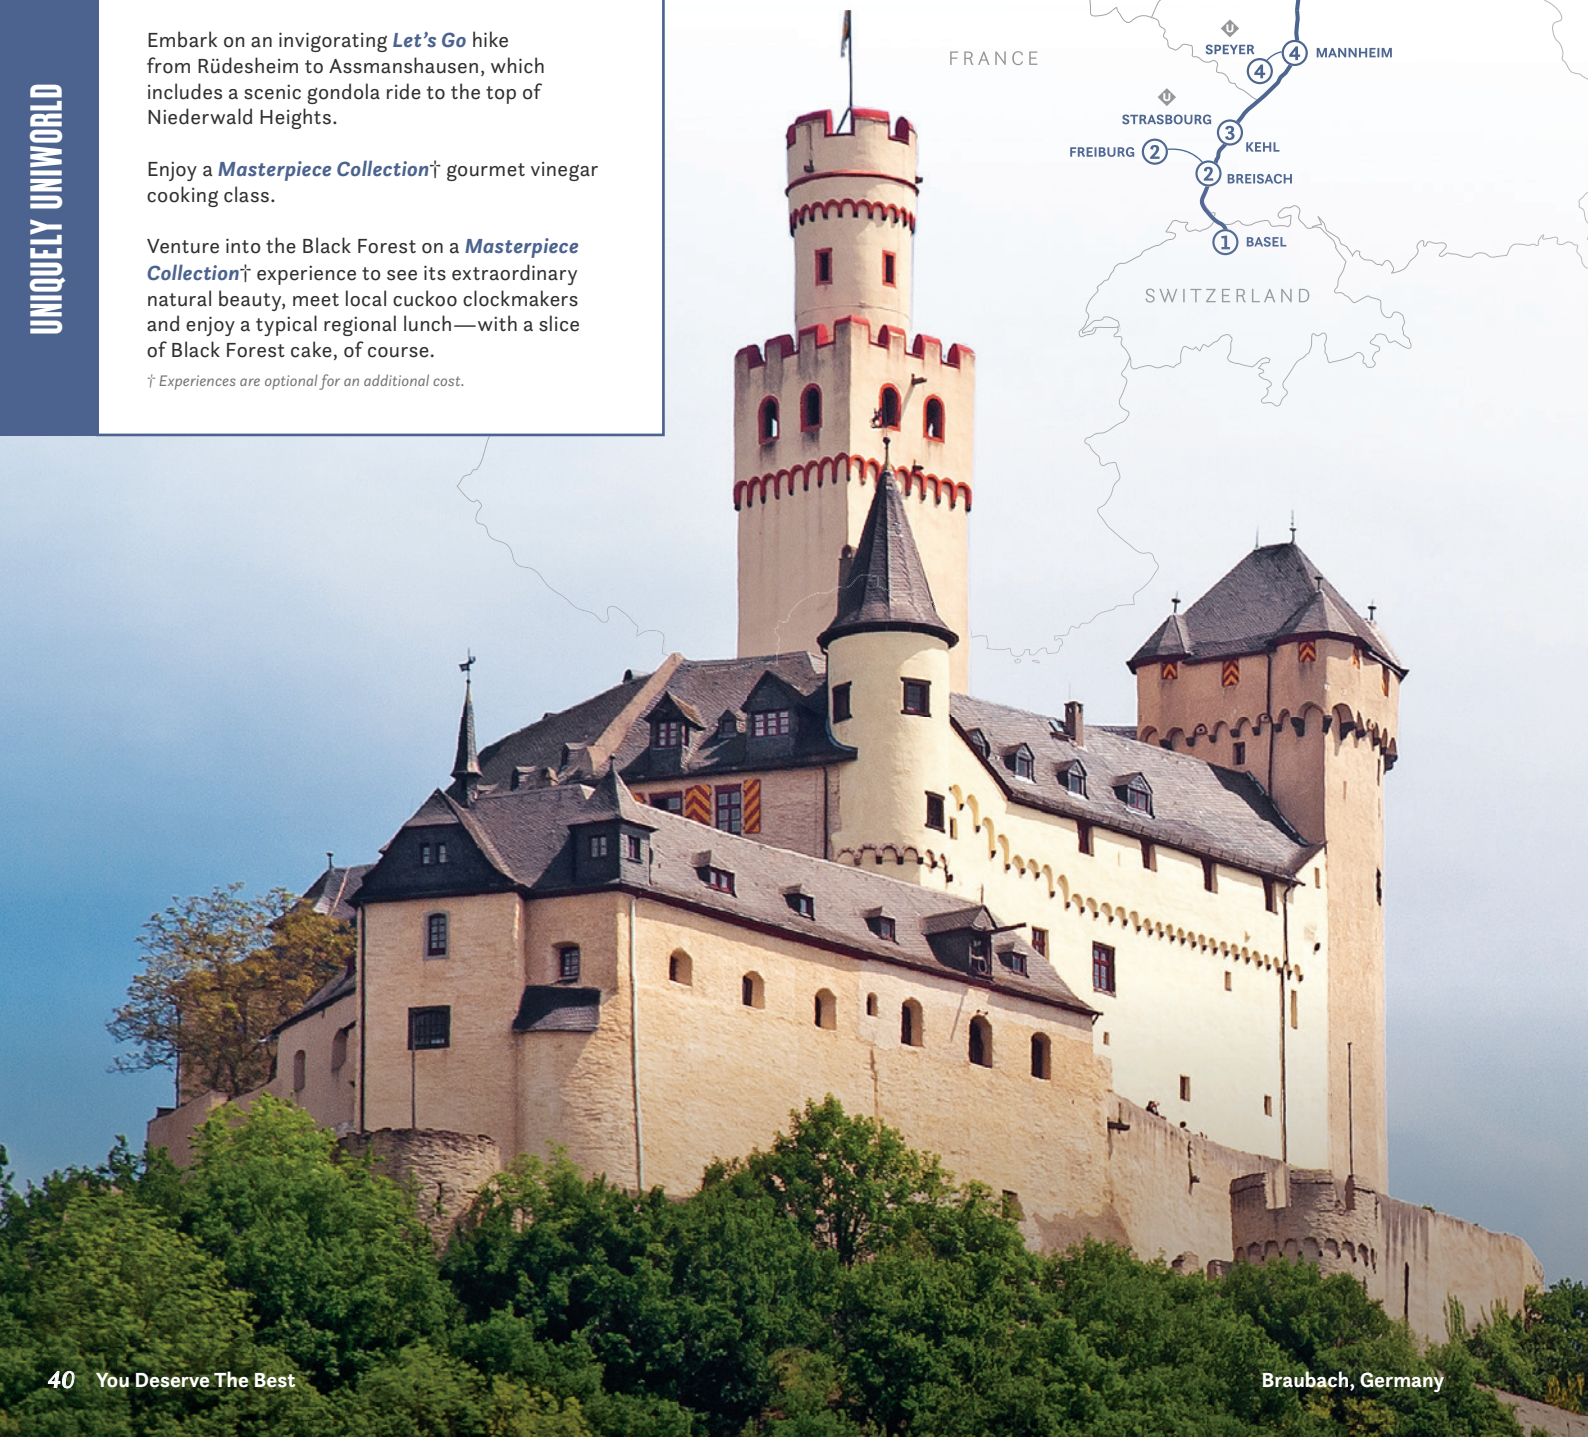 UNIQUELY UNIWORLD
Embark on an invigorating Let's Go hike
from Rüdesheim to Assmanshausen, which
includes a scenic gondola ride to the top of
Niederwald Heights.
Enjoy a Masterpiece Collection† gourmet vinegar
cooking class.
Venture into the Black Forest on a Masterpiece
Collection† experience to see its extraordinary
natural beauty, meet local cuckoo clockmakers
and enjoy a typical regional lunch—with a slice
of Black Forest cake, of course.
† Experiences are optional for an additional cost.
FRANCE
U
SPEYER
4
4
MANNHEIM
U
STRASBOURG
3
KEHL
FREIBURG
2
2
BREISACH
1
BASEL
SWITZERLAND
40 You Deserve The Best
Braubach, Germany